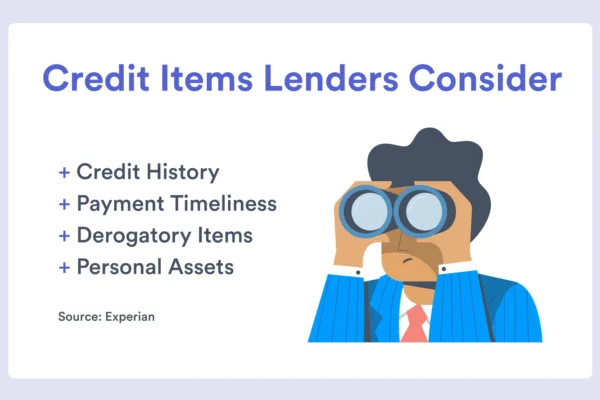 Credit Items Lenders Consider
+ Credit History
+ Payment Timeliness
+ Derogatory Items
+ Personal Assets
Source: Experian